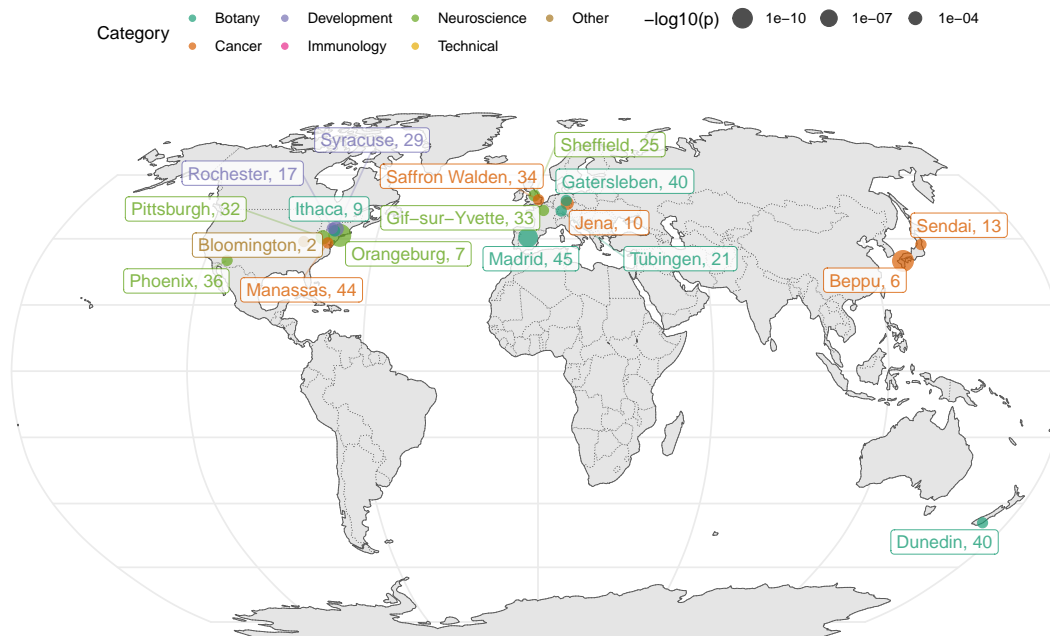 Category
Botany
Development
Neuroscience
Other
Cancer
Immunology
Technical
−log10(p)
1e−10
1e−07
1e−04
Syracuse, 29
Sheffield, 25
Rochester, 17
Saffron Walden, 34
Gatersleben, 40
Pittsburgh, 32
Ithaca, 9
Gif−sur−Yvette, 33
Jena, 10
Sendai, 13
Bloomington, 2
Orangeburg, 7
Madrid, 45
Tübingen, 21
Phoenix, 36
Manassas, 44
Beppu, 6
Dunedin, 40